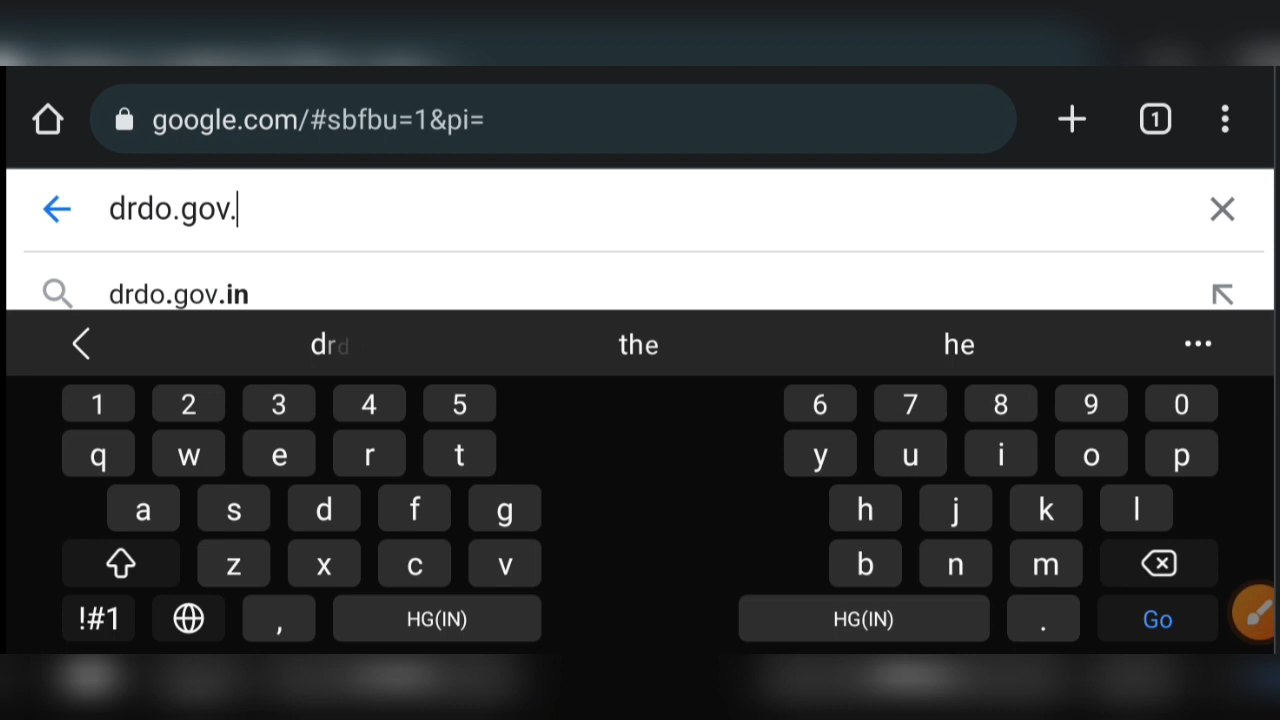 google.com/#sbfbu=1&pi=
1
drdo.gov.
drdo.gov.in
drd the he
1 2 3 4 5 6 7 8 9 0
q w e r t y u i o p
a s d f g h j k l
z x c v b n m
!#1 , HG(IN) HG(IN) . Go